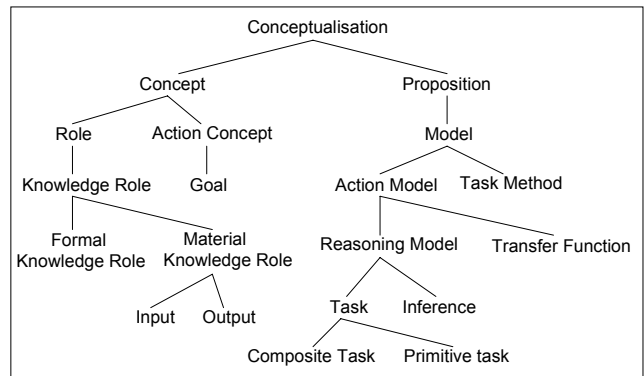 Conceptualisation
Concept Proposition
Role Action Concept Model
Knowledge Role Goal Action Model Task Method
Formal Material Reasoning Model Transfer Function
Knowledge Role Knowledge Role
Input Output Task Inference
Composite Task Primitive task